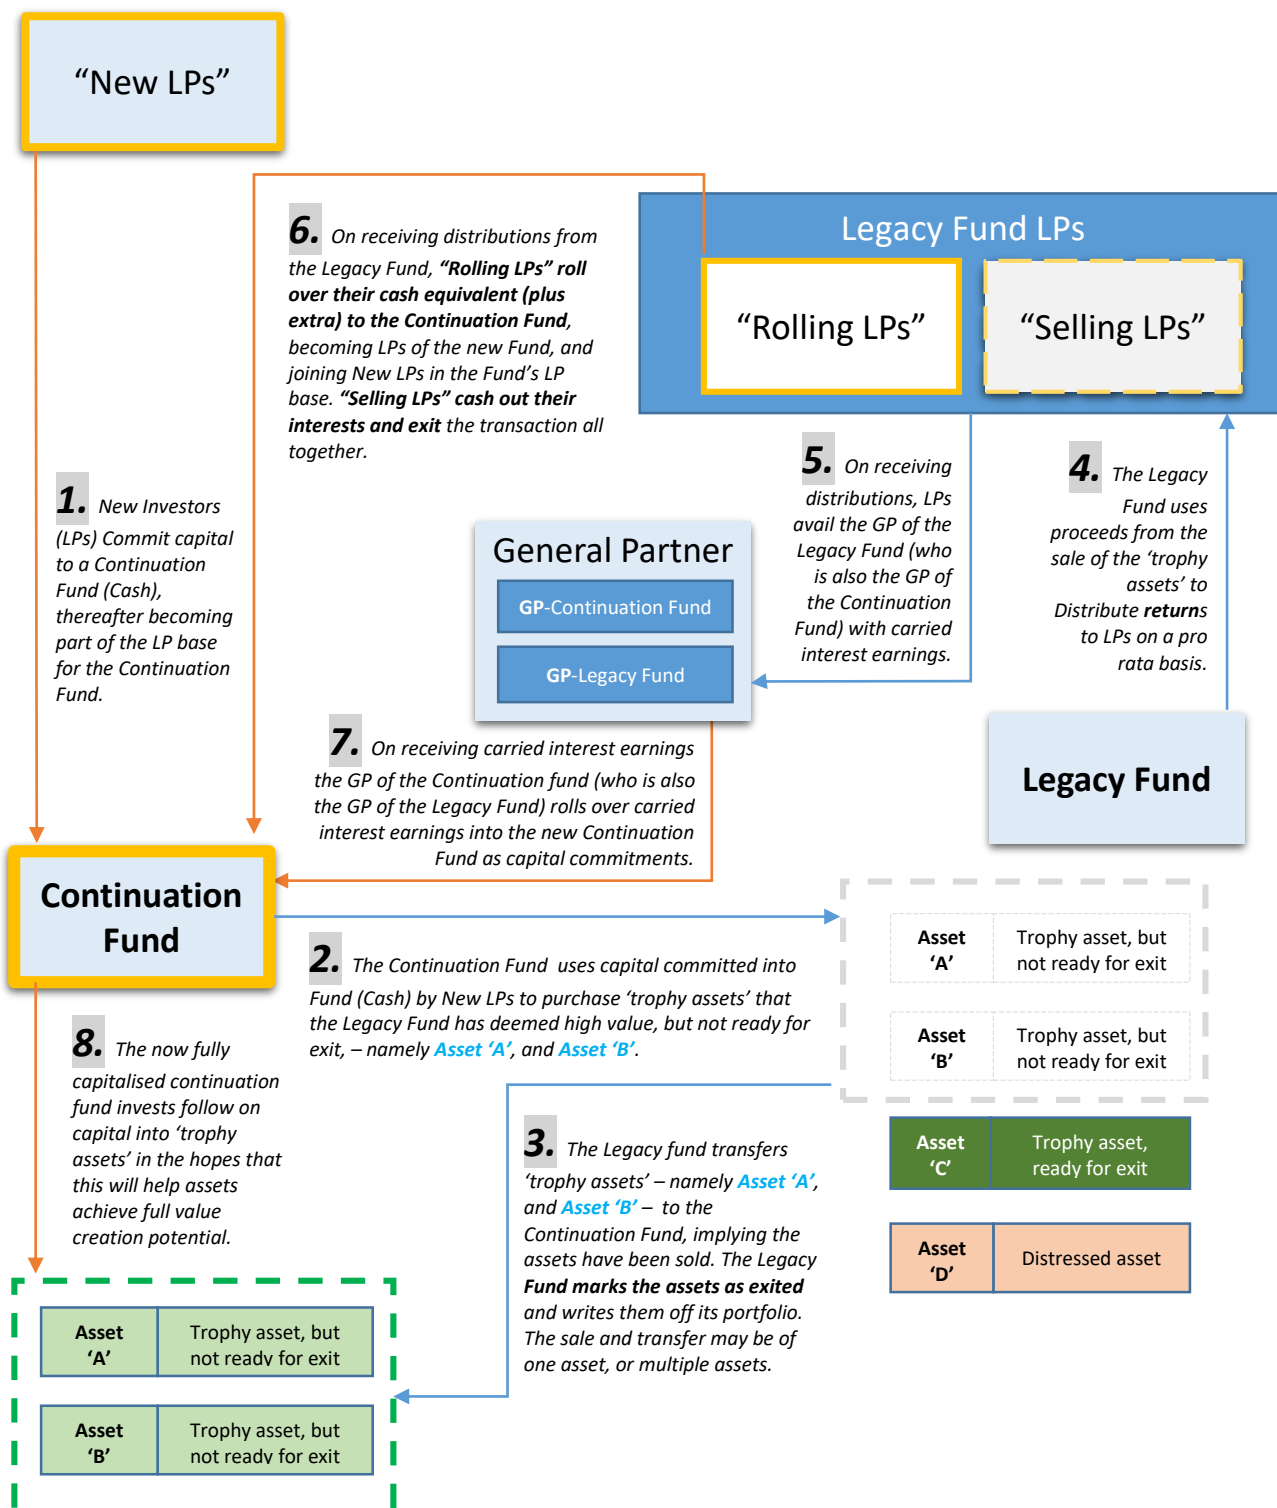 “New LPs”
Legacy Fund LPs
“Rolling LPs”
“Selling LPs”
6. On receiving distributions from
the Legacy Fund, “Rolling LPs” roll
over their cash equivalent (plus
extra) to the Continuation Fund,
becoming LPs of the new Fund, and
joining New LPs in the Fund’s LP
base. “Selling LPs” cash out their
interests and exit the transaction all
together.
1. New Investors
(LPs) Commit capital
to a Continuation
Fund (Cash),
thereafter becoming
part of the LP base
for the Continuation
Fund.
5. On receiving
distributions, LPs
avail the GP of the
Legacy Fund (who
is also the GP of
the Continuation
Fund) with carried
interest earnings.
4. The Legacy
Fund uses
proceeds from the
sale of the ‘trophy
assets’ to
Distribute returns
to LPs on a pro
rata basis.
General Partner
GP-Continuation Fund
GP-Legacy Fund
7. On receiving carried interest earnings
the GP of the Continuation fund (who is also
the GP of the Legacy Fund) rolls over carried
interest earnings into the new Continuation
Fund as capital commitments.
Legacy Fund
Continuation
Fund
2. The Continuation Fund uses capital committed into
Fund (Cash) by New LPs to purchase ‘trophy assets’ that
the Legacy Fund has deemed high value, but not ready for
exit, – namely Asset ‘A’, and Asset ‘B’.
Asset
‘A’
Trophy asset, but
not ready for exit
Asset
‘B’
Trophy asset, but
not ready for exit
Asset
‘C’
Trophy asset,
ready for exit
Asset
‘D’
Distressed asset
8. The now fully
capitalised continuation
fund invests follow on
capital into ‘trophy
assets’ in the hopes that
this will help assets
achieve full value
creation potential.
3. The Legacy fund transfers
‘trophy assets’ – namely Asset ‘A’,
and Asset ‘B’ – to the
Continuation Fund, implying the
assets have been sold. The Legacy
Fund marks the assets as exited
and writes them off its portfolio.
The sale and transfer may be of
one asset, or multiple assets.
Asset
‘A’
Trophy asset, but
not ready for exit
Asset
‘B’
Trophy asset, but
not ready for exit